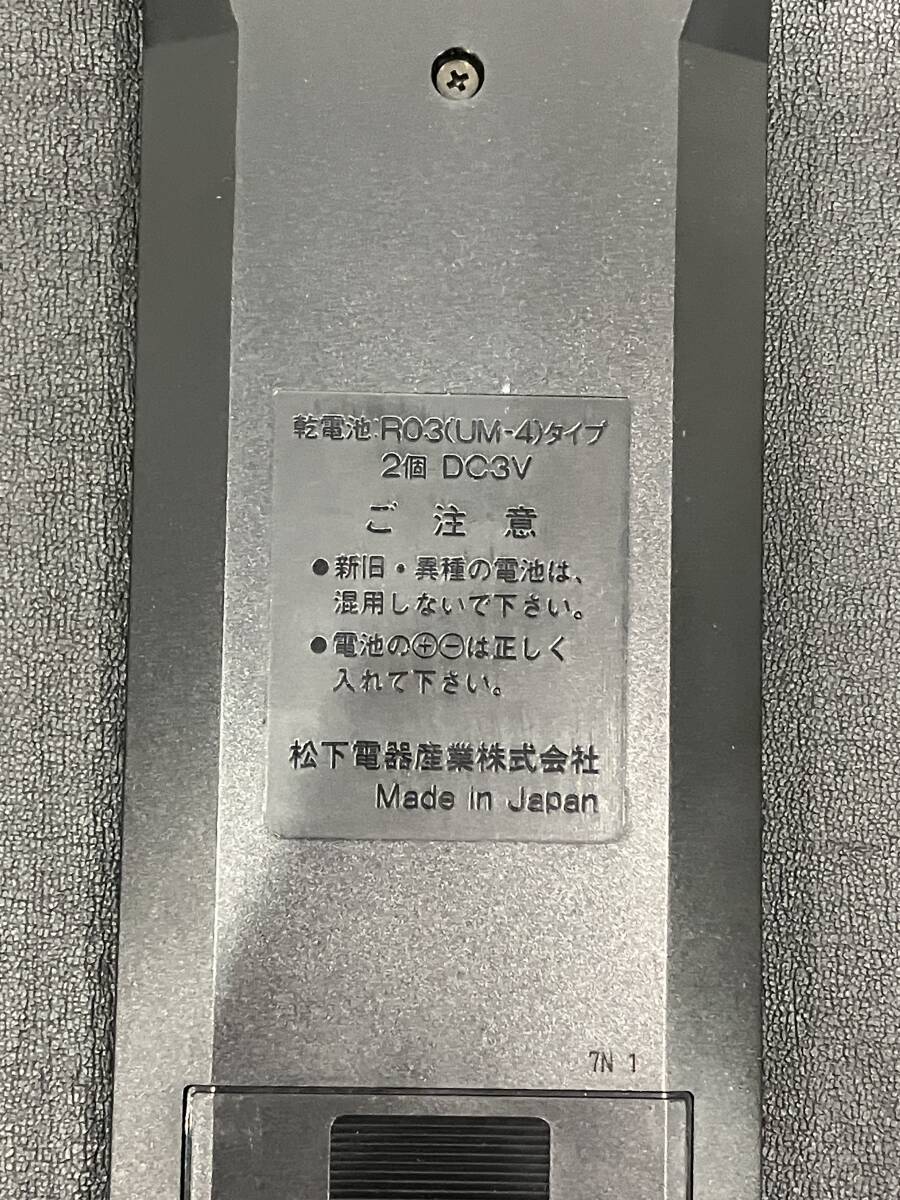 乾電池:R03(UM-4)タイプ
2個 DC3V
ご注意
●新旧・異種の電池は、
混用しないで下さい。
●電池の⊕⊖は正しく
入れて下さい。
松下電器産業株式会社
Made in Japan
7N 1